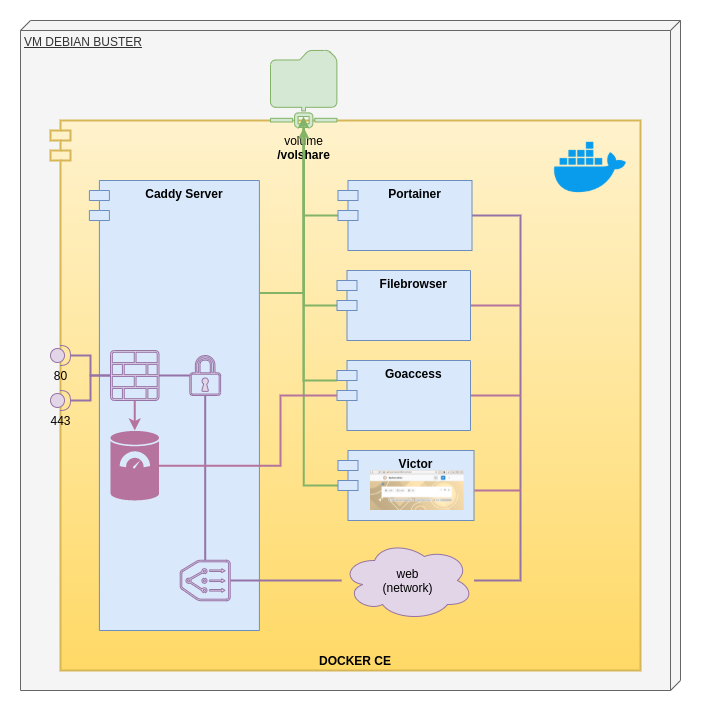 VM DEBIAN BUSTER
volume
/volshare
Caddy Server
Portainer
Filebrowser
Goaccess
80
443
Victor
web
(network)
DOCKER CE